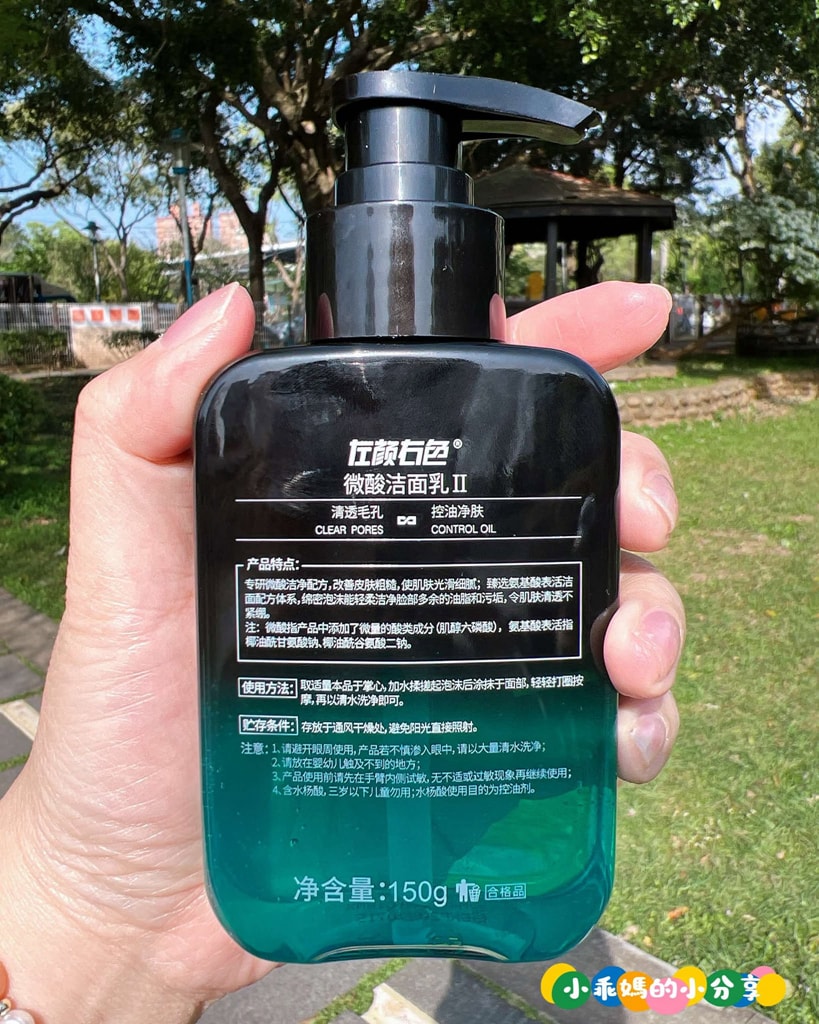 左颜右色®
微酸洁面乳Ⅱ
清透毛孔 控油净肤
CLEAR PORES CONTROL OIL
产品特点：
专研微酸洁净配方，改善皮肤粗糙，使肌肤光滑细腻；臻选氨基酸表活洁
面配方体系，绵密泡沫能轻柔洁净脸部多余的油脂和污垢，令肌肤清透不
紧绷。
注：微酸指产品中添加了微量的酸类成分（肌醇六磷酸），氨基酸表活指
椰油酰甘氨酸钠、椰油酰谷氨酸二钠。
使用方法：取适量本品于掌心，加水揉搓起泡沫后涂抹于面部，轻轻打圈按
摩，再以清水洗净即可。
贮存条件：存放于通风干燥处，避免阳光直接照射。
注意：1、请避开眼周使用，产品若不慎渗入眼中，请以大量清水洗净；
2、请放在婴幼儿触及不到的地方；
3、产品使用前请先在手臂内侧试敏，无不适或过敏现象再继续使用；
4、含水杨酸，三岁以下儿童勿用；水杨酸使用目的为控油剂。
净含量：150g 合格品
小乖媽的小分享